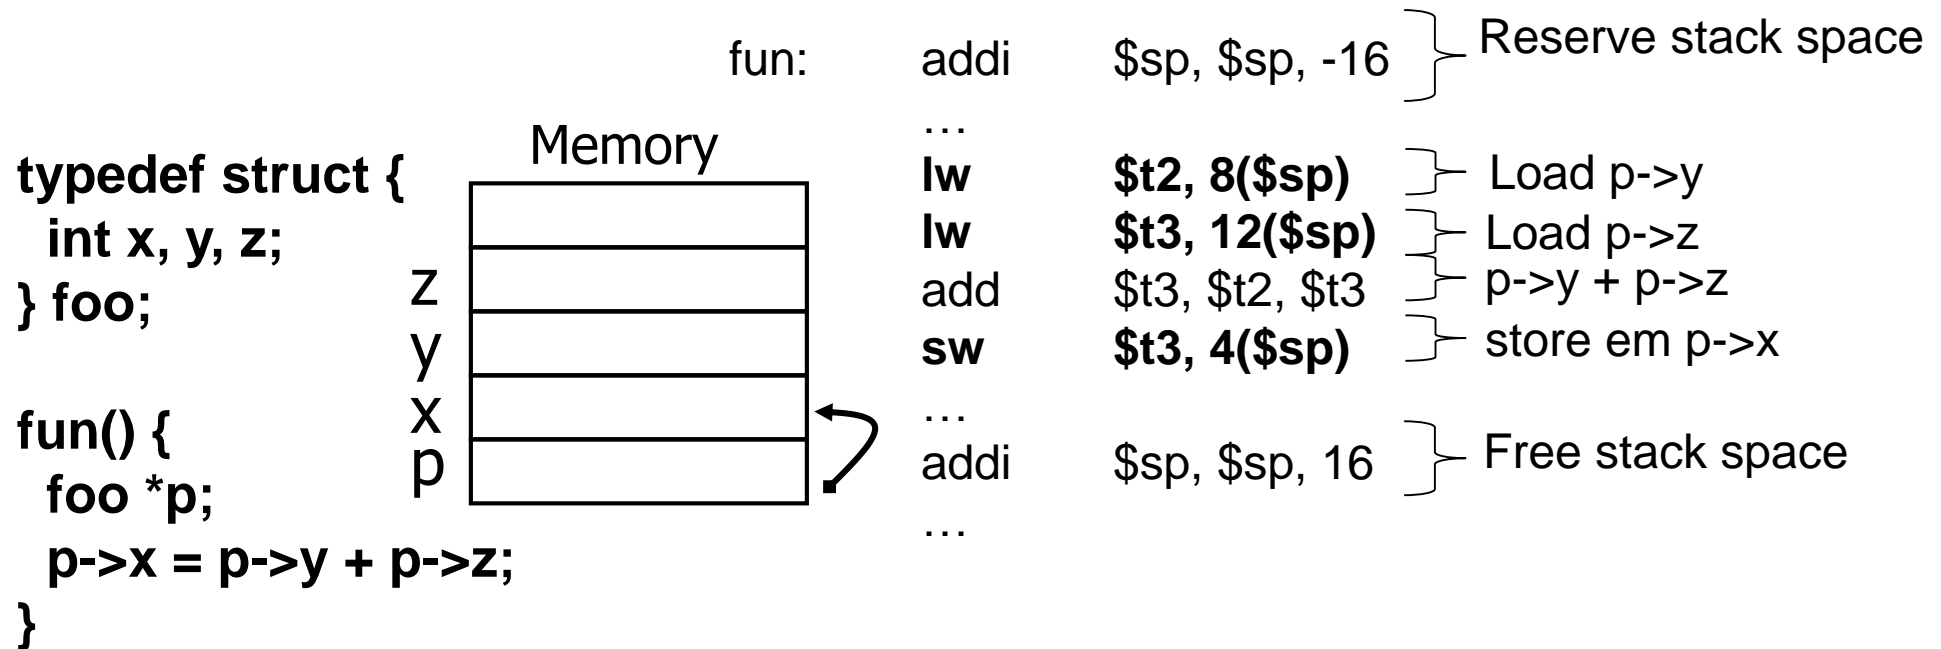 typedef struct {
int x, y, z;
} foo;
fun() {
foo *p;
p->x = p->y + p->z;
}
Memory
z
y
x
p
fun: addi $sp, $sp, -16 Reserve stack space
…
lw $t2, 8($sp) Load p->y
lw $t3, 12($sp) Load p->z
add $t3, $t2, $t3 p->y + p->z
sw $t3, 4($sp) store em p->x
…
addi $sp, $sp, 16 Free stack space
…